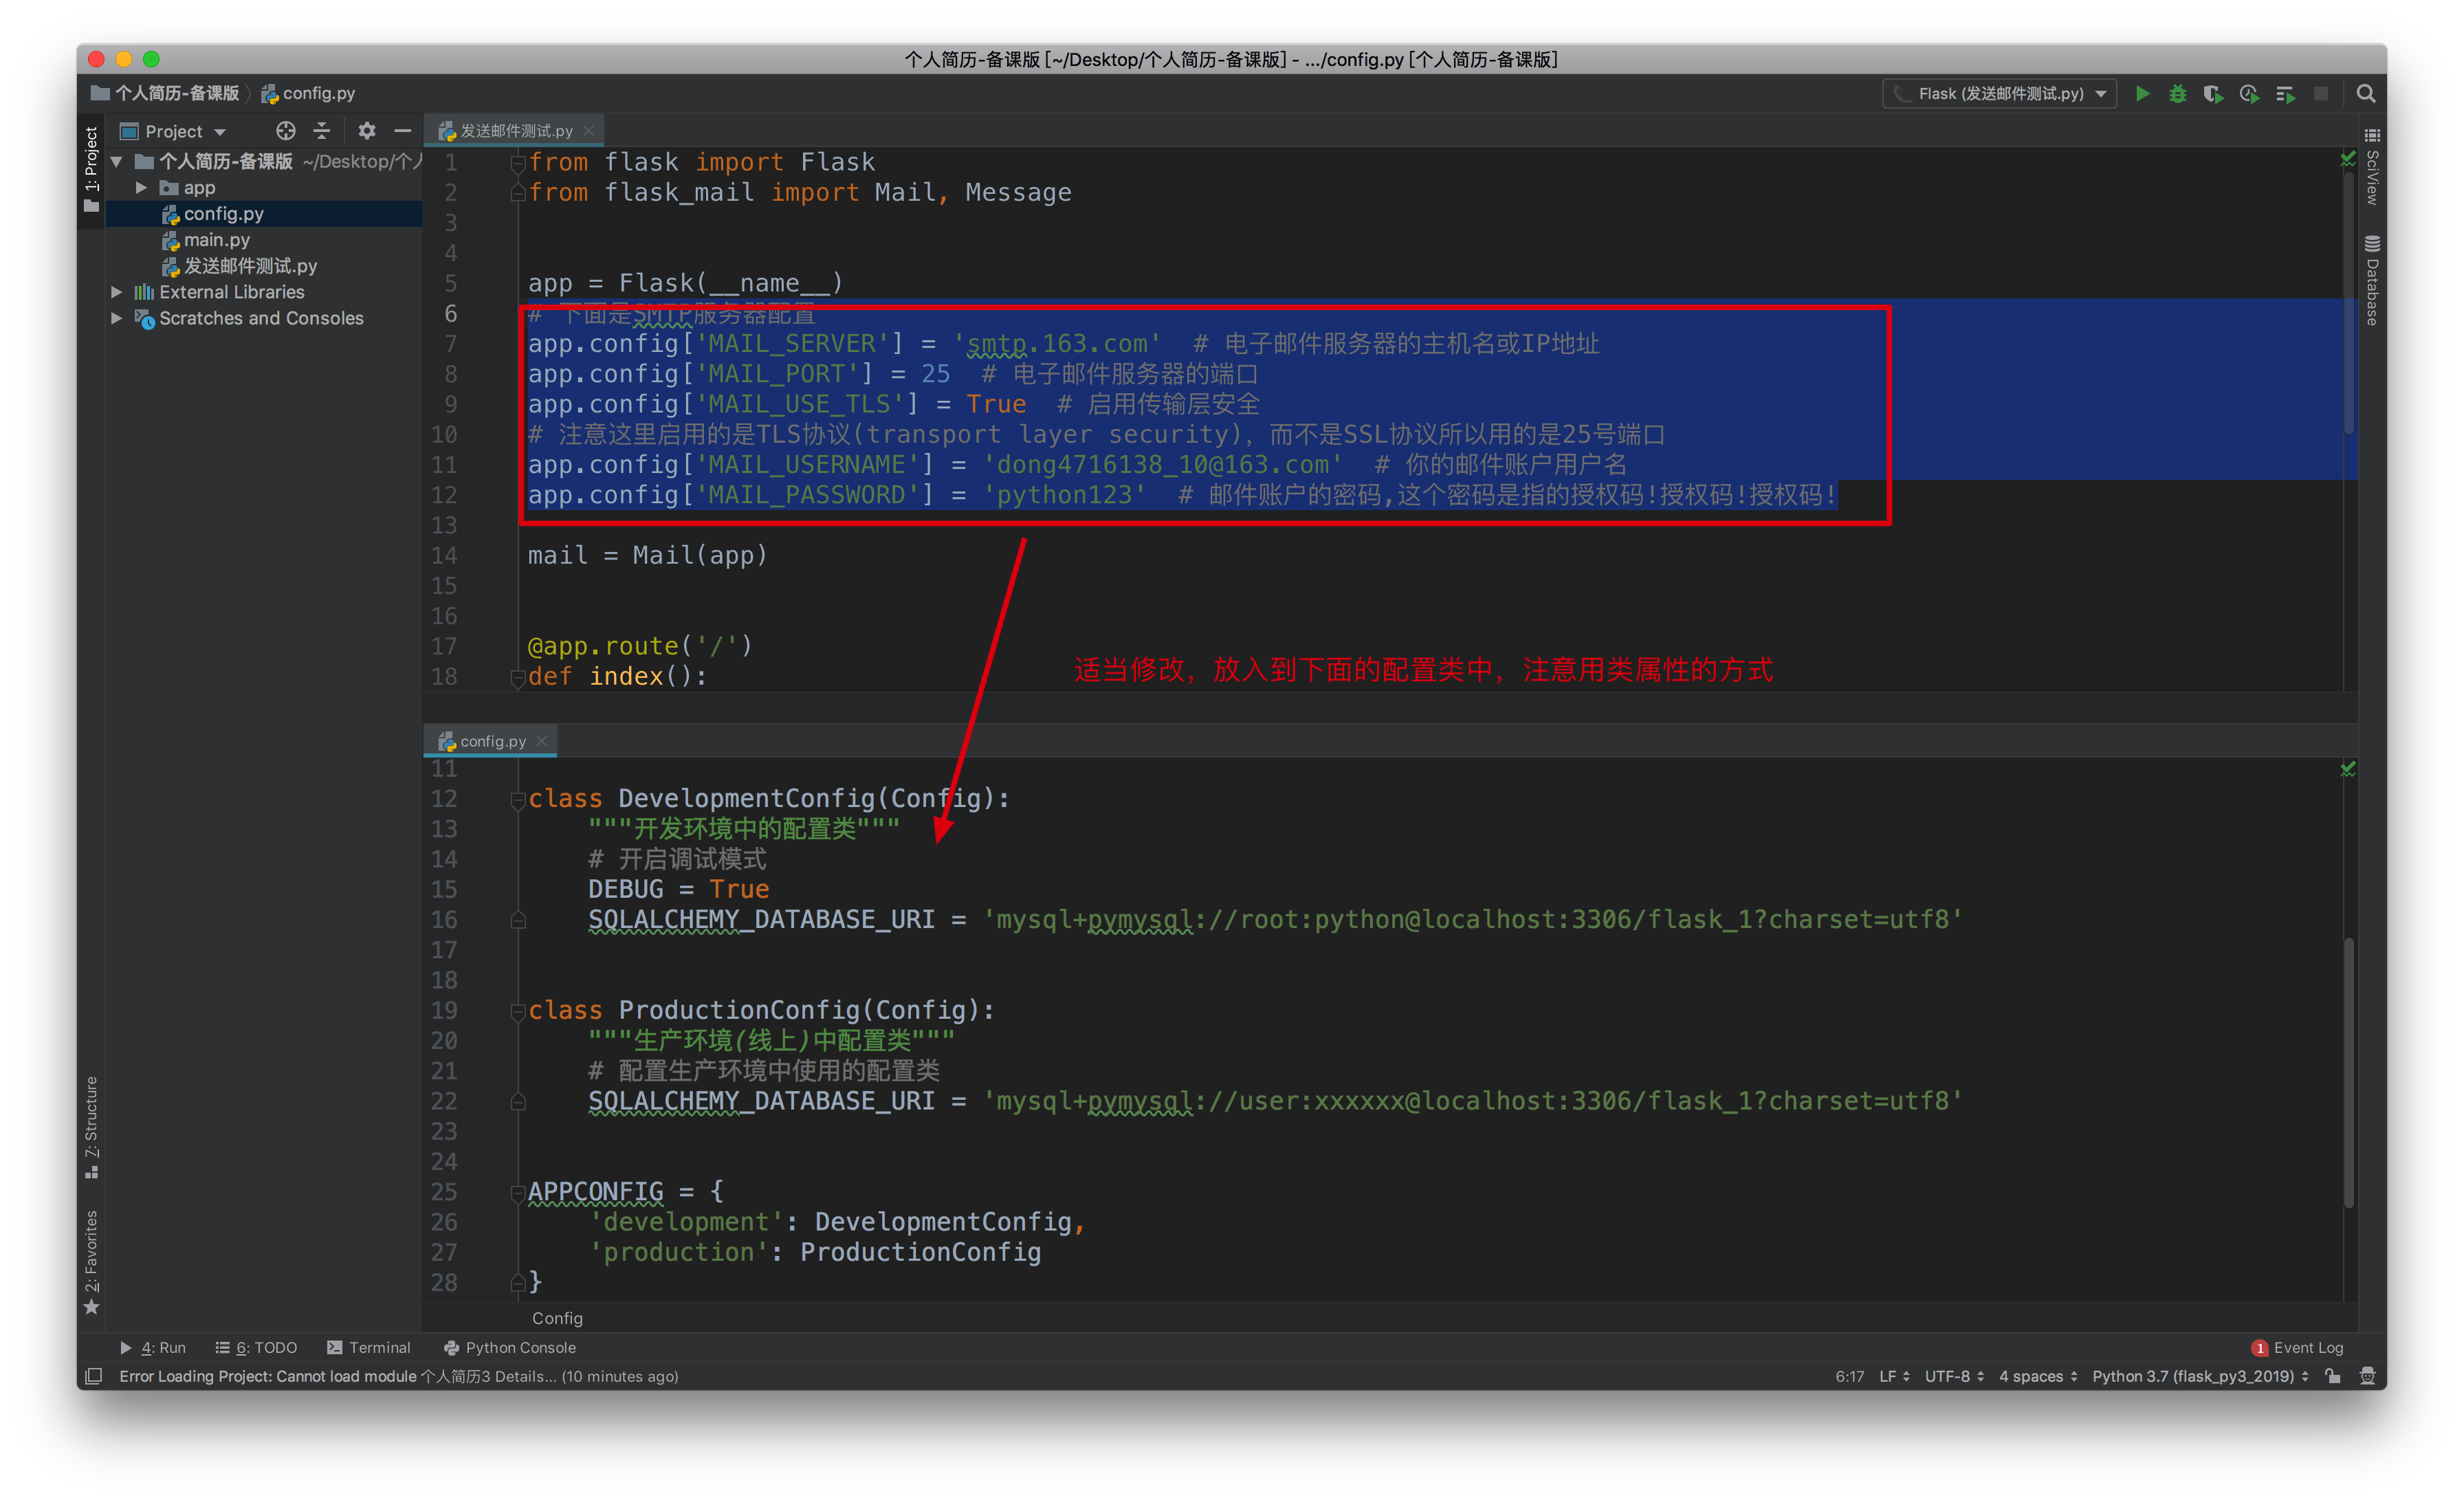 个人简历-备课版 [~/Desktop/个人简历-备课版] - .../config.py [个人简历-备课版]
个人简历-备课版 config.py
Flask (发送邮件测试.py)
1: Project
Project
个人简历-备课版 ~/Desktop/个人
app
config.py
main.py
发送邮件测试.py
External Libraries
Scratches and Consoles
发送邮件测试.py
1 from flask import Flask
2 from flask_mail import Mail, Message
3
4
5 app = Flask(__name__)
6 # 下面是SMTP服务器配置
7 app.config['MAIL_SERVER'] = 'smtp.163.com'  # 电子邮件服务器的主机名或IP地址
8 app.config['MAIL_PORT'] = 25  # 电子邮件服务器的端口
9 app.config['MAIL_USE_TLS'] = True  # 启用传输层安全
10 # 注意这里启用的是TLS协议(transport layer security)，而不是SSL协议所以用的是25号端口
11 app.config['MAIL_USERNAME'] = 'dong4716138_10@163.com'  # 你的邮件账户用户名
12 app.config['MAIL_PASSWORD'] = 'python123'  # 邮件账户的密码,这个密码是指的授权码!授权码!授权码!
13
14 mail = Mail(app)
15
16
17 @app.route('/')
18 def index():
适当修改，放入到下面的配置类中，注意用类属性的方式
config.py
11
12 class DevelopmentConfig(Config):
13 """开发环境中的配置类"""
14 # 开启调试模式
15 DEBUG = True
16 SQLALCHEMY_DATABASE_URI = 'mysql+pymysql://root:python@localhost:3306/flask_1?charset=utf8'
17
18
19 class ProductionConfig(Config):
20 """生产环境(线上)中配置类"""
21 # 配置生产环境中使用的配置类
22 SQLALCHEMY_DATABASE_URI = 'mysql+pymysql://user:xxxxxx@localhost:3306/flask_1?charset=utf8'
23
24
25 APPCONFIG = {
26 'development': DevelopmentConfig,
27 'production': ProductionConfig
28 }
Config
SciView
Database
7: Structure
2: Favorites
4: Run 6: TODO Terminal Python Console
1 Event Log
Error Loading Project: Cannot load module 个人简历3 Details... (10 minutes ago)
6:17 LF UTF-8 4 spaces Python 3.7 (flask_py3_2019)